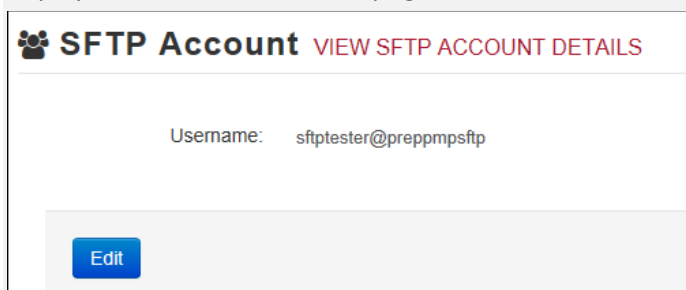 SFTP Account VIEW SFTP ACCOUNT DETAILS
Username: sftptester@preppmpsftp
Edit